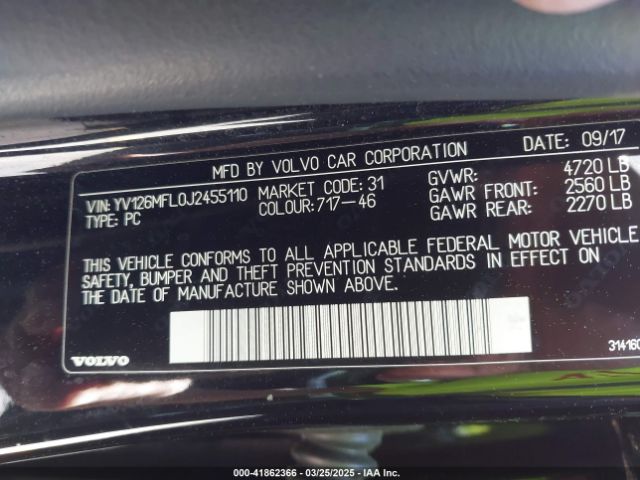 MFD BY VOLVO CAR CORPORATION DATE: 09/17
VIN: YV126MFL0J2455110 MARKET CODE: 31 GVWR: 4720 LB
TYPE: PC COLOUR: 717-46 GAWR FRONT: 2560 LB
GAWR REAR: 2270 LB
THIS VEHICLE CONFORMS TO ALL APPLICABLE FEDERAL MOTOR VEHICLE
SAFETY, BUMPER AND THEFT PREVENTION STANDARDS IN EFFECT ON
THE DATE OF MANUFACTURE SHOWN ABOVE.
VOLVO
314160
000-41862366 | 03/25/2025 | IAA Inc.